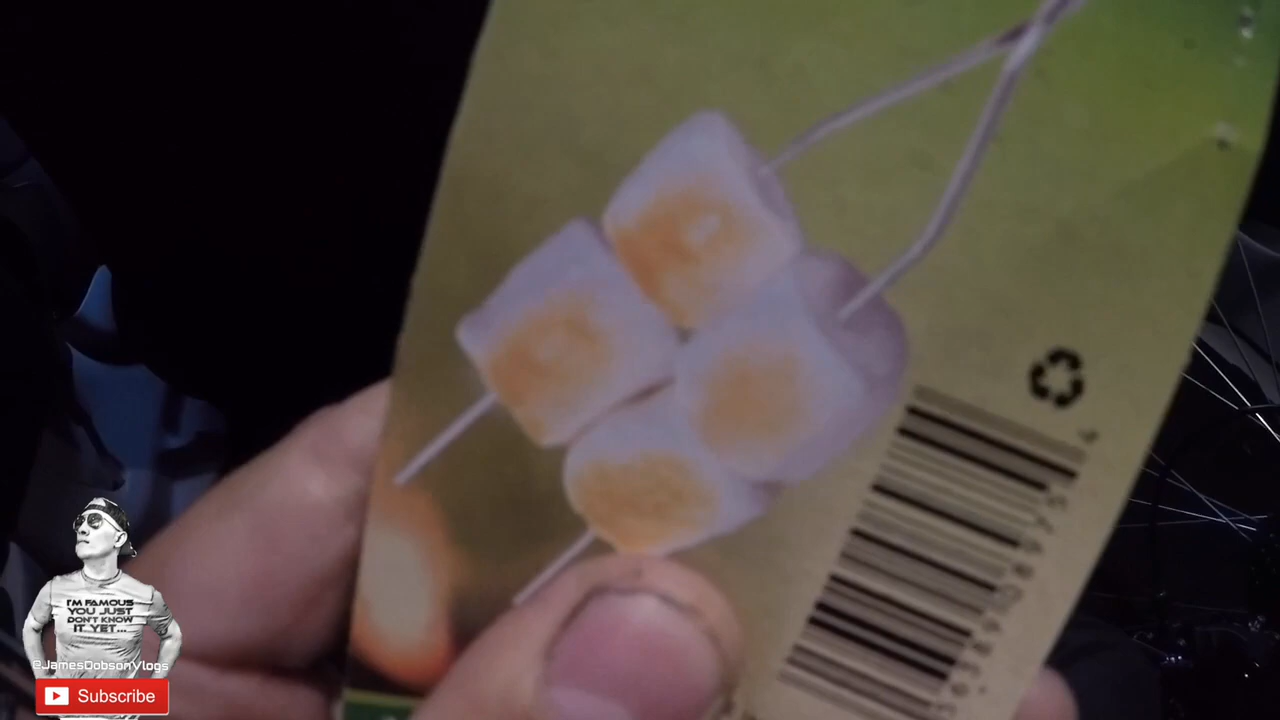 I'M FAMOUS
YOU JUST
DON'T KNOW
IT YET...
@JamesDobsonVlogs
Subscribe